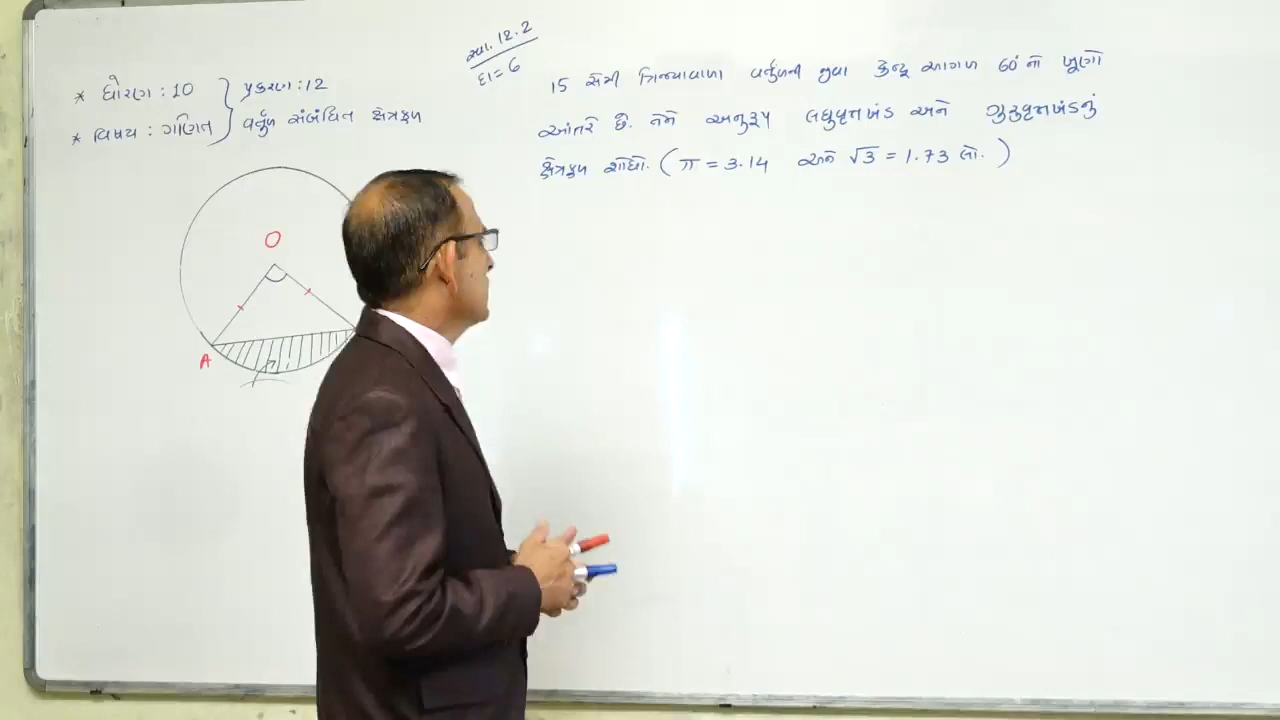 * ધોરણ : 10
પ્રકરણ : 12
* વિષય : ગણિત
વર્તુળ સંબંધિત ક્ષેત્રફળ
સ્વા. 12.2
દા = 6
15 સેમી ત્રિજ્યાવાળા વર્તુળની જીવા કેન્દ્ર આગળ 60° નો ખૂણો
આંતરે છે. તેને અનુરૂપ લઘુવૃત્તખંડ અને ગુરુવૃત્તખંડનું
ક્ષેત્રફળ શોધો. ( π = 3.14 અને √3 = 1.73 લો. )
O
A
?